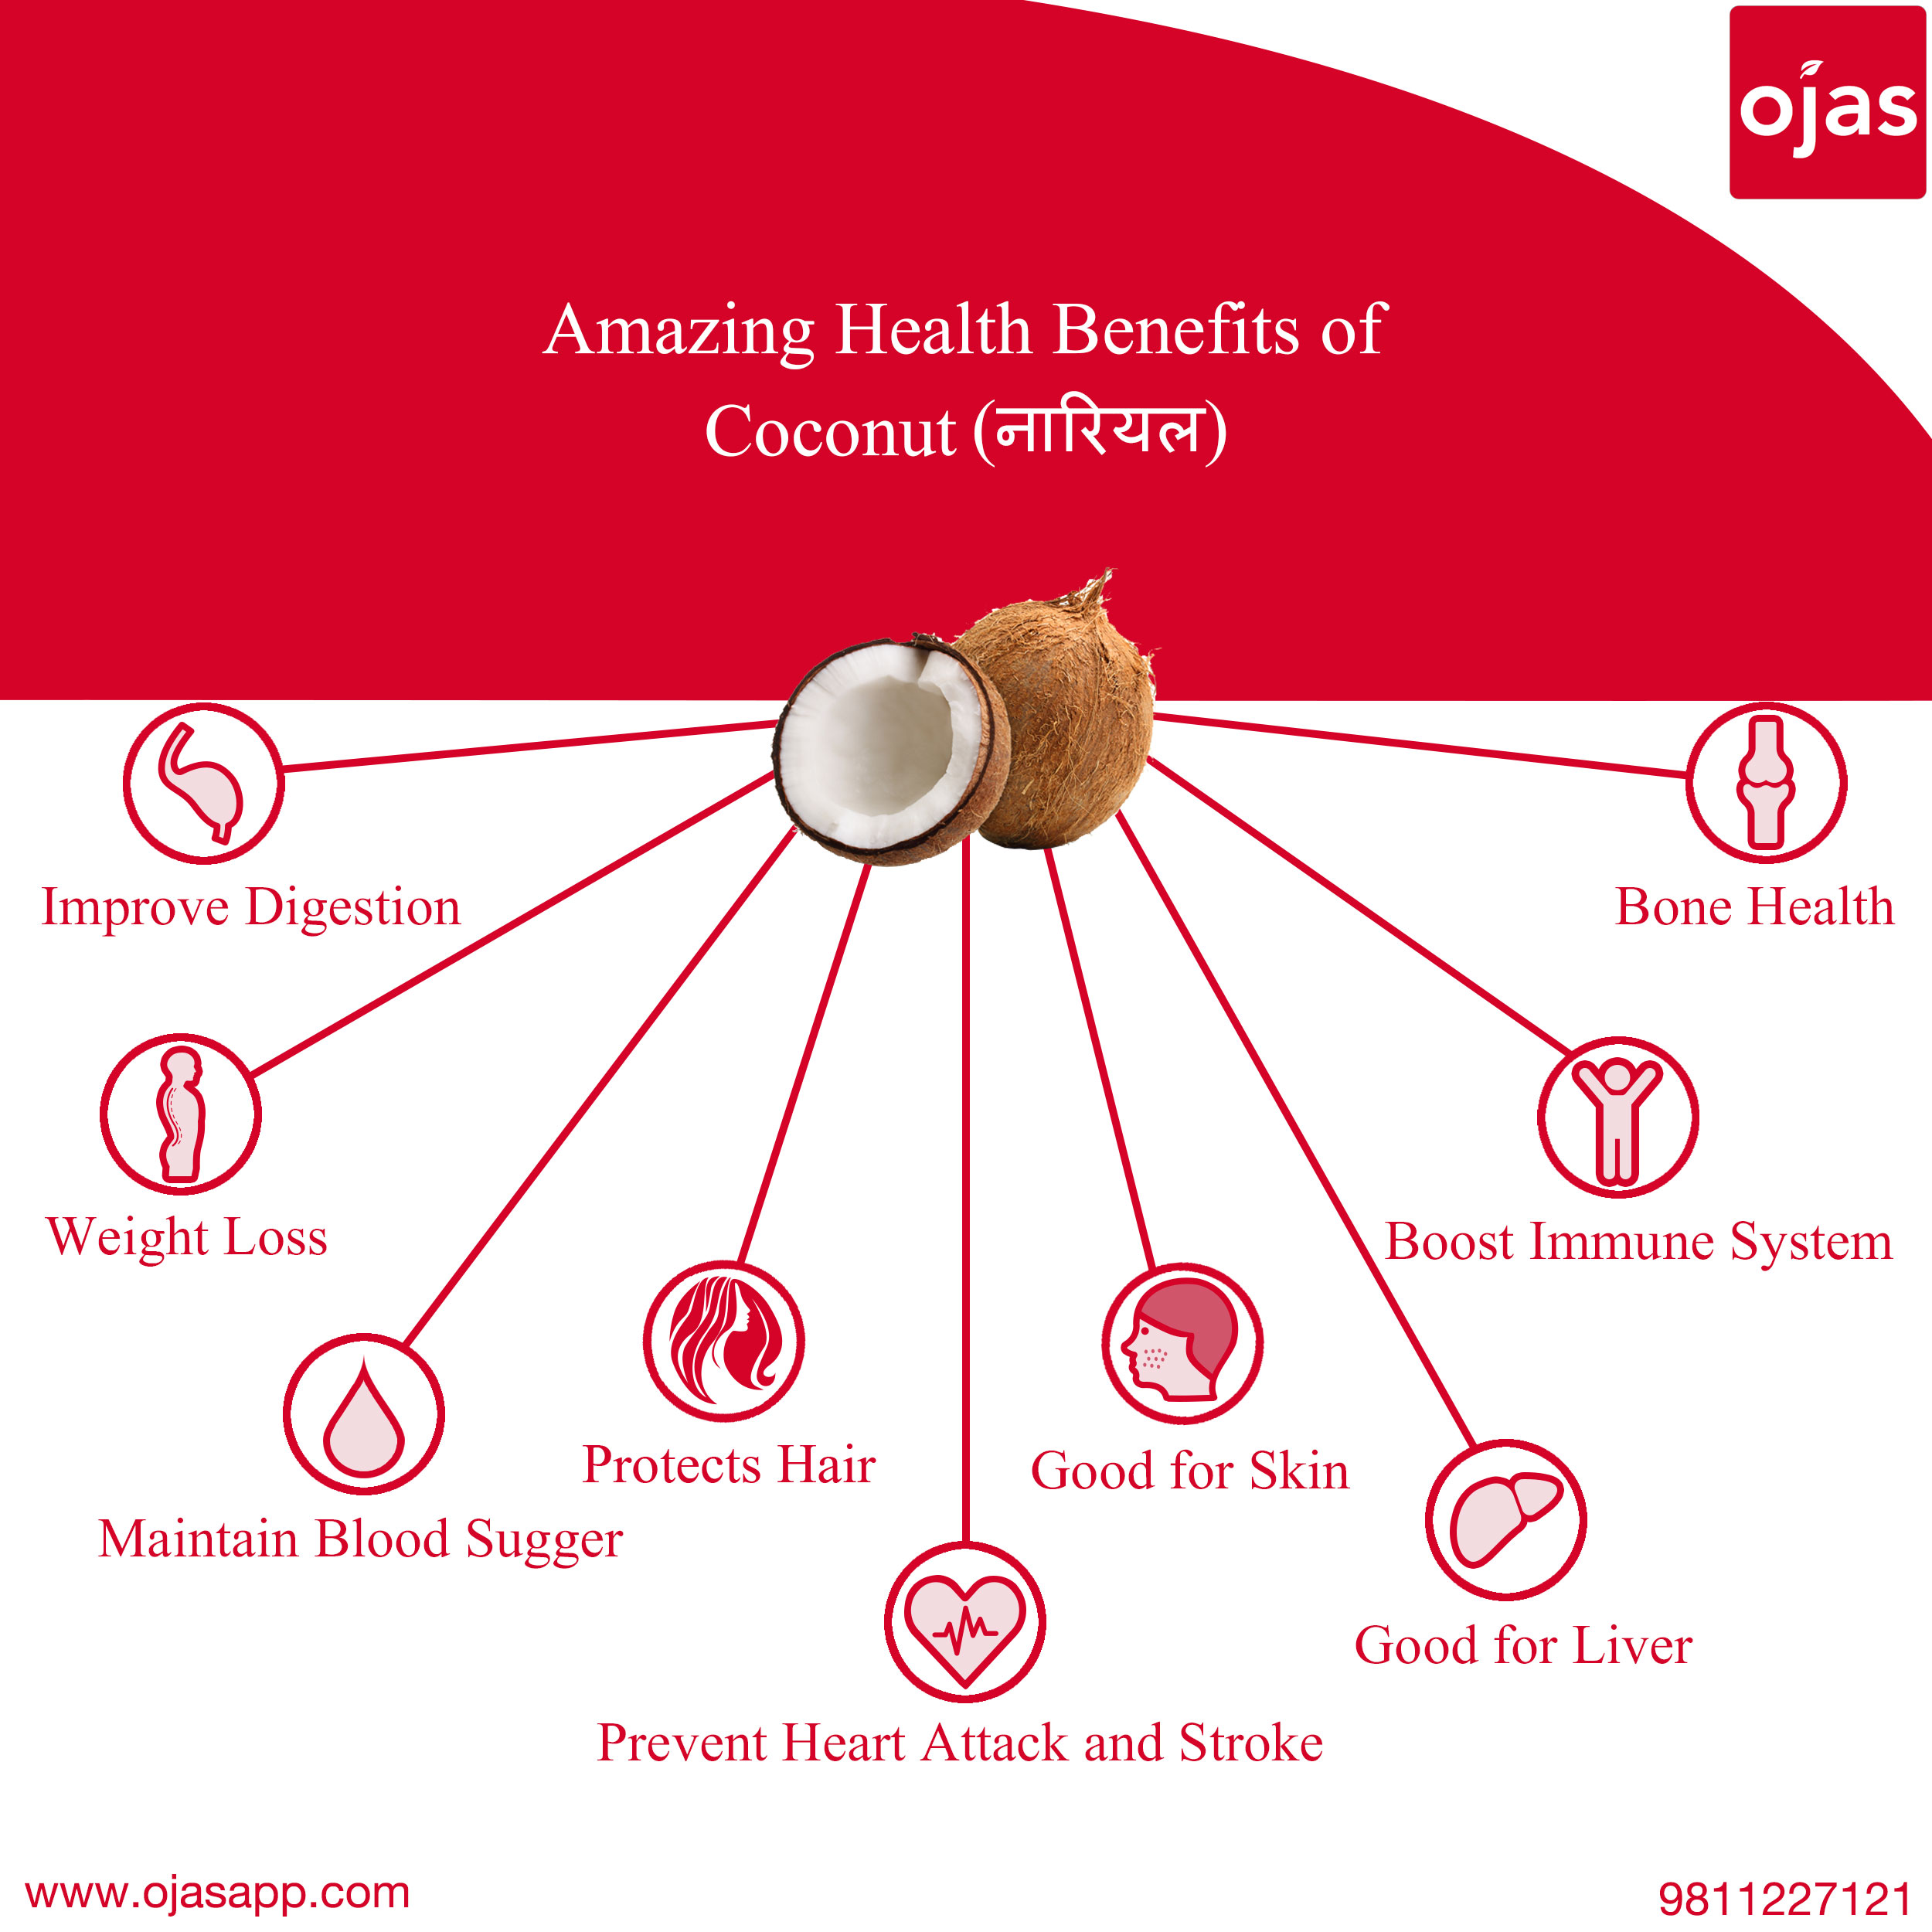 ojas
Amazing Health Benefits of
Coconut (नारियल)
Improve Digestion
Bone Health
Weight Loss
Boost Immune System
Protects Hair
Good for Skin
Maintain Blood Sugger
Good for Liver
Prevent Heart Attack and Stroke
www.ojasapp.com
9811227121